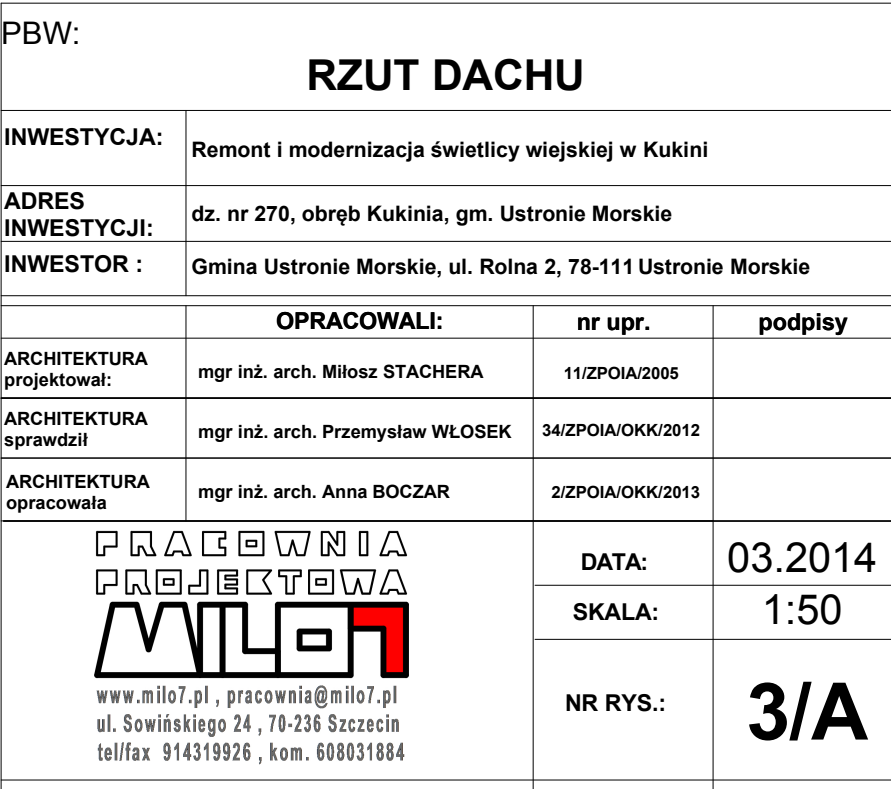 PBW:
RZUT DACHU
INWESTYCJA:
Remont i modernizacja świetlicy wiejskiej w Kukini
ADRES
INWESTYCJI:
dz. nr 270, obręb Kukinia, gm. Ustronie Morskie
INWESTOR :
Gmina Ustronie Morskie, ul. Rolna 2, 78-111 Ustronie Morskie
OPRACOWALI: nr upr. podpisy
ARCHITEKTURA
projektował:
mgr inż. arch. Miłosz STACHERA 11/ZPOIA/2005
ARCHITEKTURA
sprawdził
mgr inż. arch. Przemysław WŁOSEK 34/ZPOIA/OKK/2012
ARCHITEKTURA
opracowała
mgr inż. arch. Anna BOCZAR 2/ZPOIA/OKK/2013
PRACOWNIA
PROJEKTOWA
MILO7
www.milo7.pl , pracownia@milo7.pl
ul. Sowińskiego 24 , 70-236 Szczecin
tel/fax 914319926 , kom. 608031884
DATA: 03.2014
SKALA: 1:50
NR RYS.: 3/A